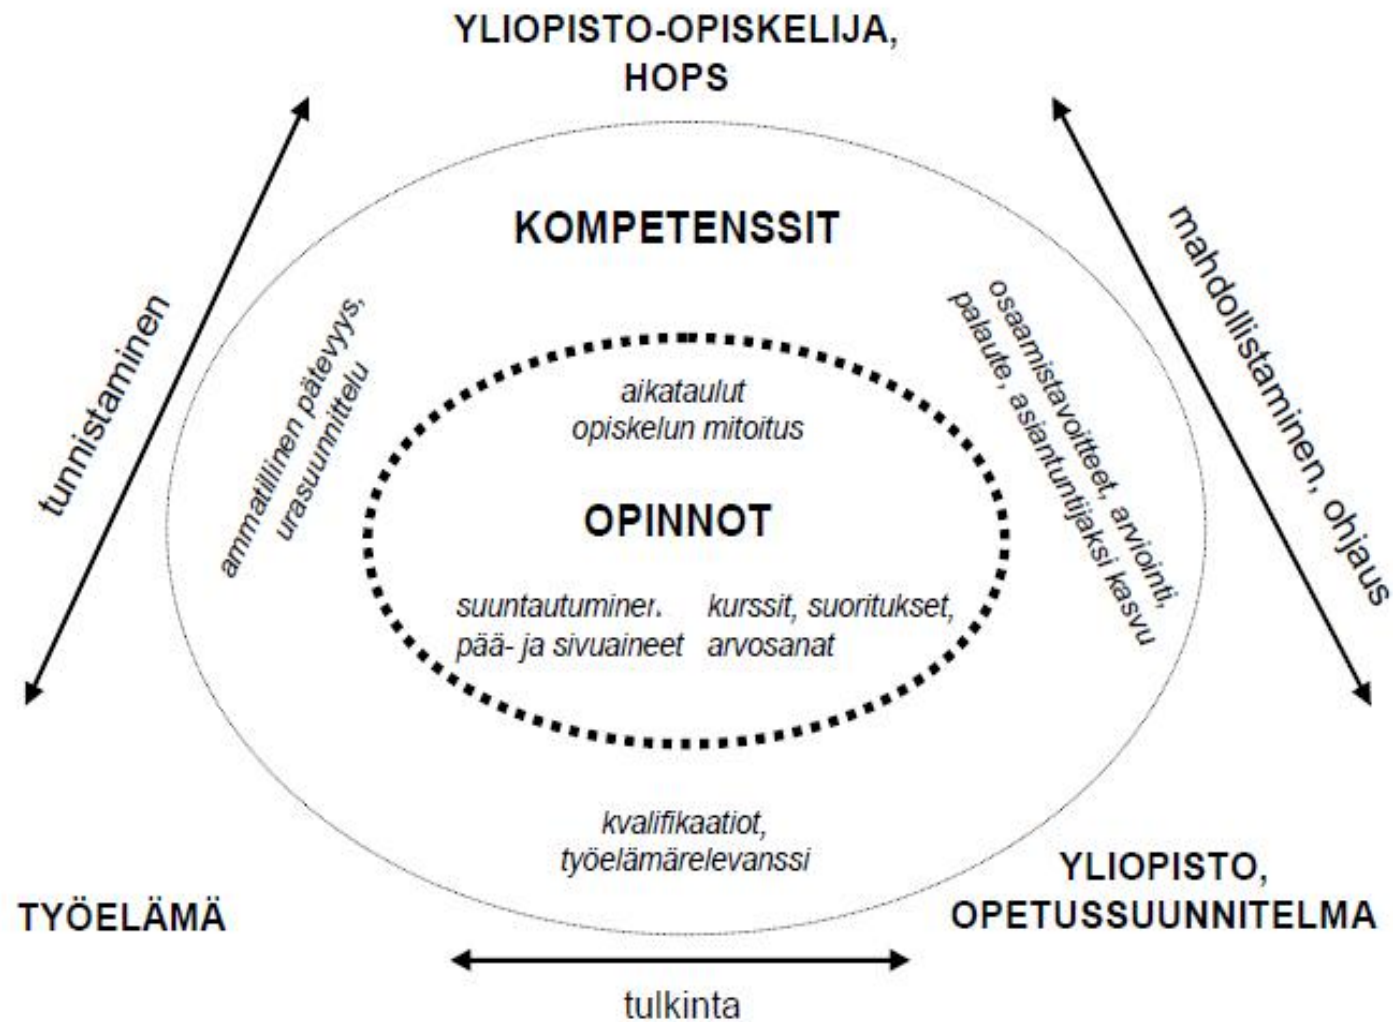 YLIOPISTO-OPISKELIJA,
HOPS
KOMPETENSSIT
tunnistaminen
mahdollistaminen, ohjaus
ammatillinen pätevyys,
urasuunnittelu
osaamistavoitteet, arviointi,
palaute, asiantuntijaksi kasvu
aikataulut
opiskelun mitoitus
OPINNOT
suuntautuminen
pää- ja sivuaineet
kurssit, suoritukset,
arvosanat
kvalifikaatiot,
työelämärelevanssi
TYÖELÄMÄ
YLIOPISTO,
OPETUSSUUNNITELMA
tulkinta